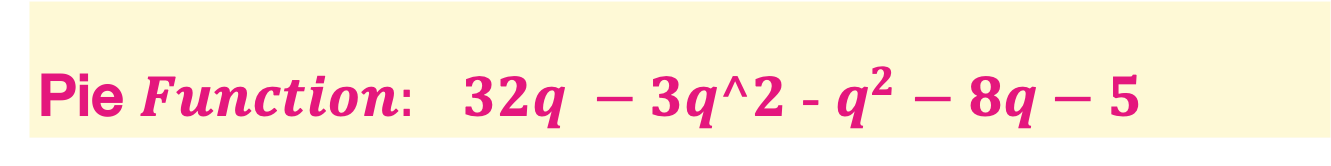 Pie Function: 32q − 3q^2 - q² − 8q − 5